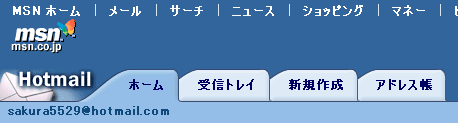 MSN ホーム | メール | サーチ | ニュース | ショッピング | マネー |
msn
msn.co.jp
Hotmail ホーム 受信トレイ 新規作成 アドレス帳
sakura5529@hotmail.com